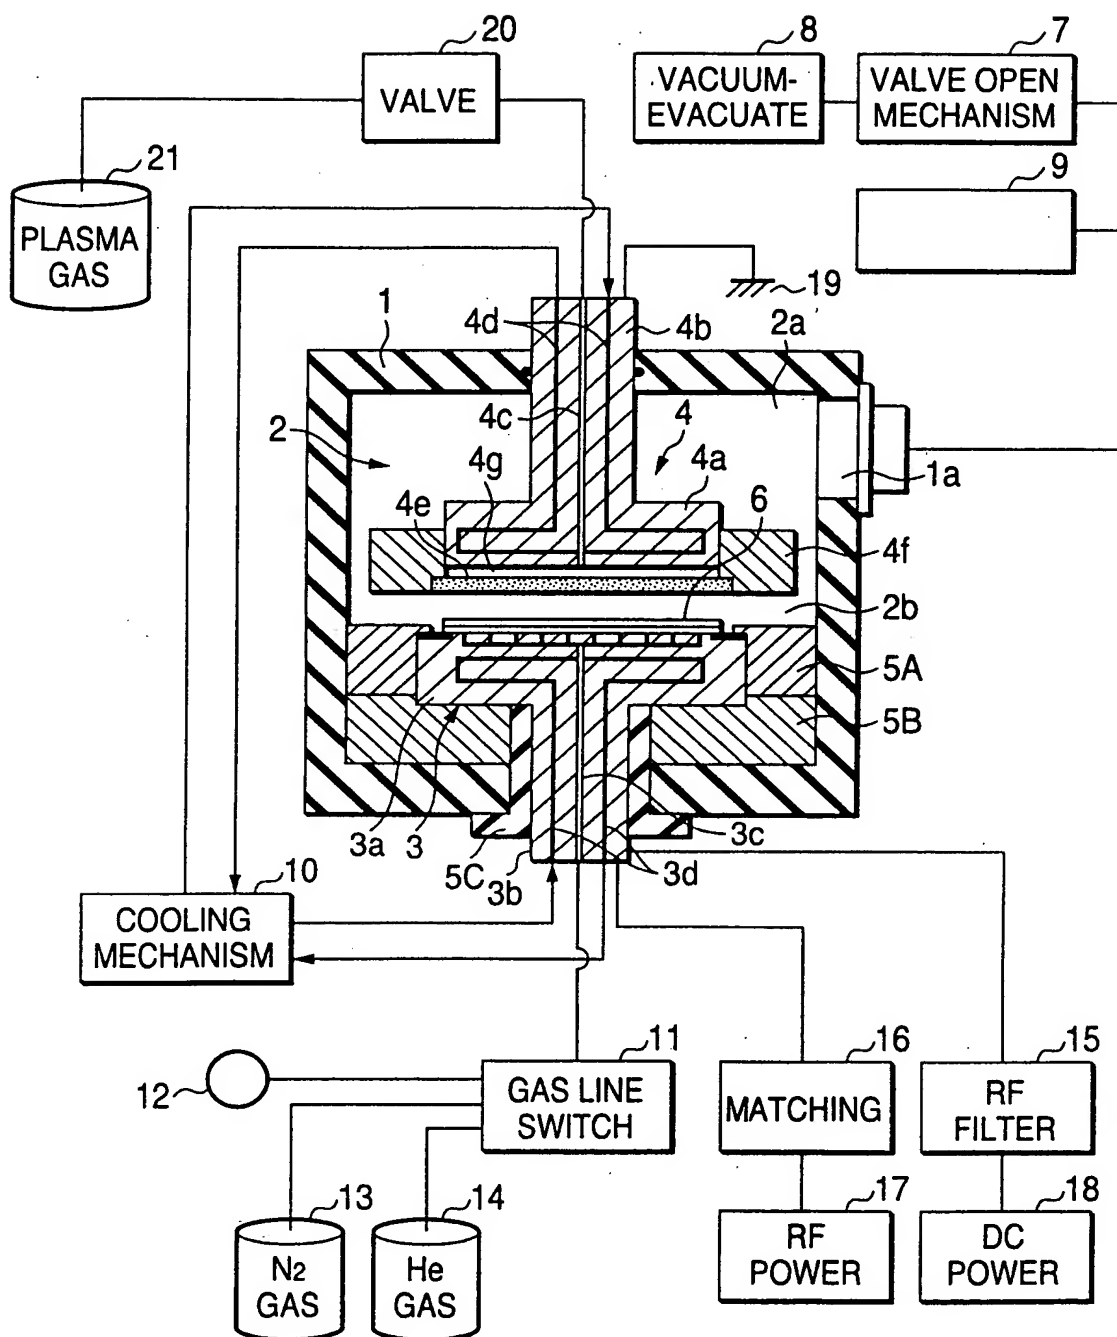 20
8
7
VALVE
VACUUM-
EVACUATE
VALVE OPEN
MECHANISM
21
9
PLASMA
GAS
19
1
4d
4b
2a
4c
2
4
4g
4a
1a
4e
6
4f
2b
5A
5B
3a
3
3c
5C
3b
3d
10
COOLING
MECHANISM
11
16
15
12
GAS LINE
SWITCH
MATCHING
RF
FILTER
13
14
17
18
N2
GAS
He
GAS
RF
POWER
DC
POWER